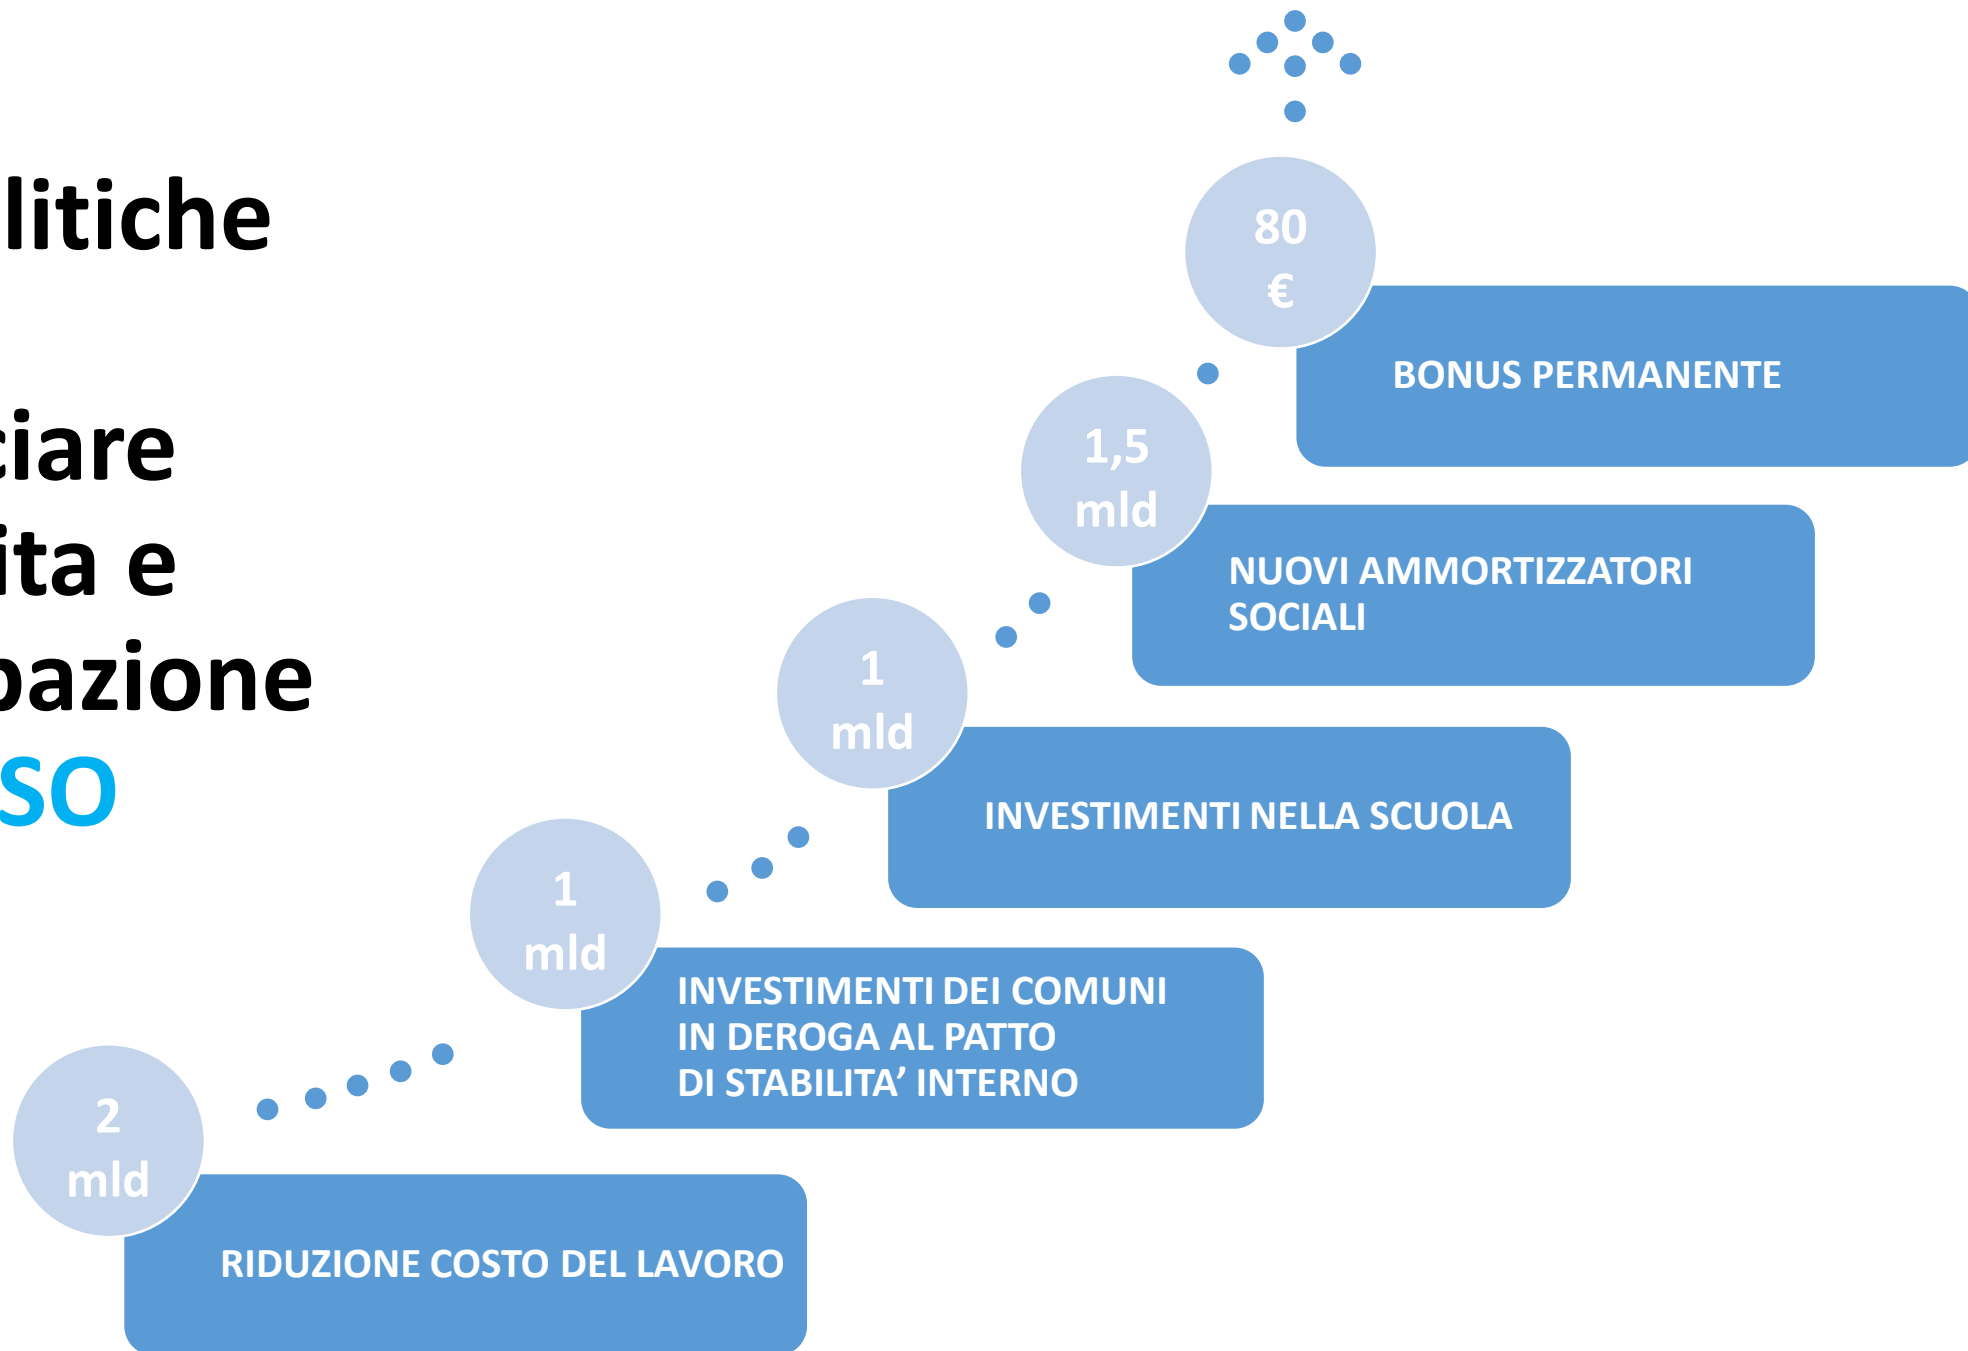 litiche
ciare
ita e
pazione
SO
80
€
BONUS PERMANENTE
1,5
mld
NUOVI AMMORTIZZATORI
SOCIALI
1
mld
INVESTIMENTI NELLA SCUOLA
1
mld
INVESTIMENTI DEI COMUNI
IN DEROGA AL PATTO
DI STABILITA’ INTERNO
2
mld
RIDUZIONE COSTO DEL LAVORO